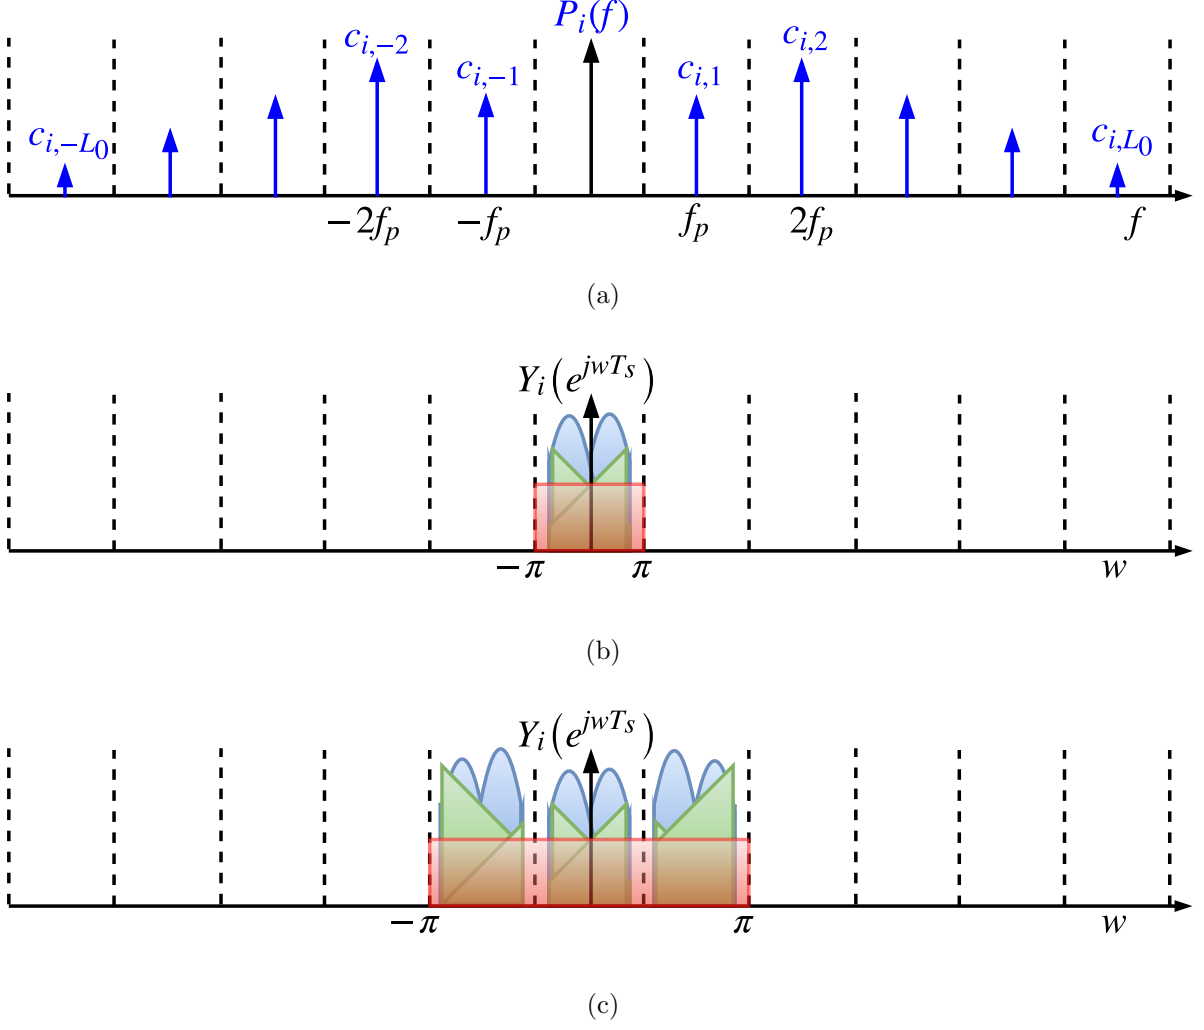 P_i(f)
c_{i,-2} c_{i,2}
c_{i,-1} c_{i,1}
c_{i,-L_0} c_{i,L_0}
-2f_p -f_p f_p 2f_p f
(a)
Y_i(e^{jwT_s})
-π π w
(b)
Y_i(e^{jwT_s})
-π π w
(c)